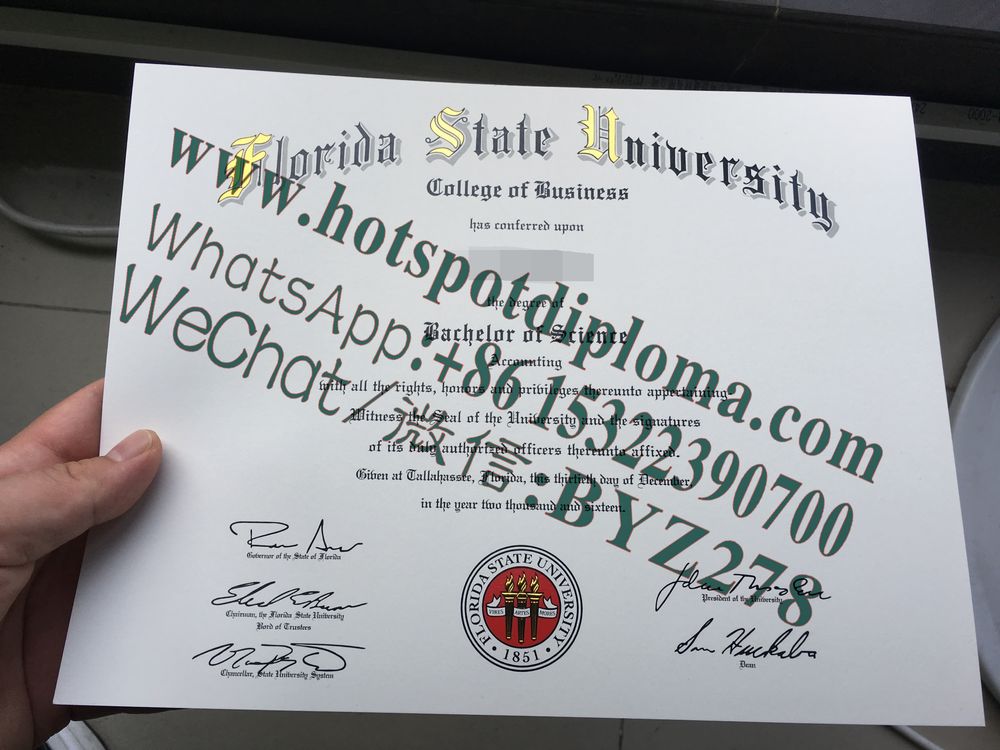 Florida State University
College of Business
has conferred upon
the degree of
Bachelor of Science
Accounting
with all the rights, honors and privileges thereunto appertaining
Witness the Seal of the University and the signatures
of its duly authorized officers thereunto affixed.
Given at Tallahassee, Florida, this thirtieth day of December,
in the year two thousand and sixteen.
www.hotspotdiploma.com
WhatsApp:+86 15322390700
WeChat/微信:BYZ278
Governor of the State of Florida
Chairman, the Florida State University
Bord of Trustees
Chancellor, State University System
FLORIDA STATE UNIVERSITY
VIRES ARTES MORES
1851
President of the University
Dean